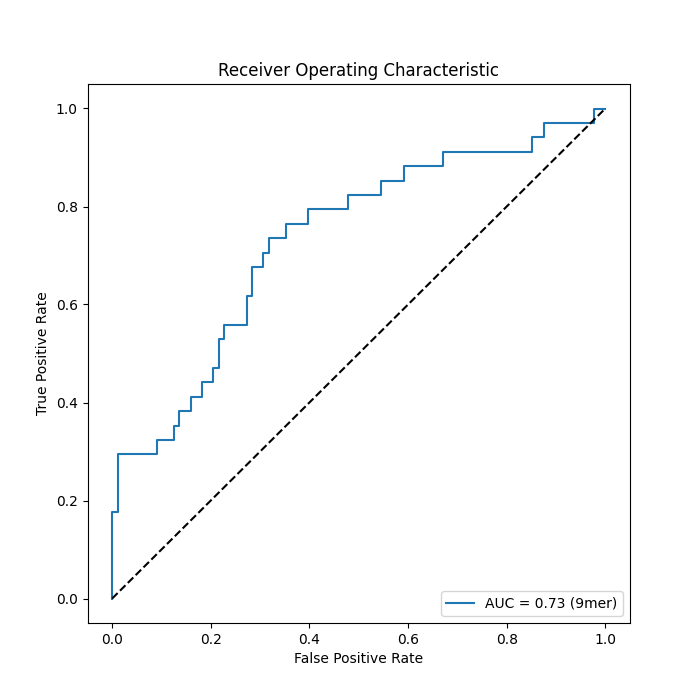 Receiver Operating Characteristic
1.0
0.8
0.6
0.4
0.2
0.0
True Positive Rate
AUC = 0.73 (9mer)
0.0 0.2 0.4 0.6 0.8 1.0
False Positive Rate